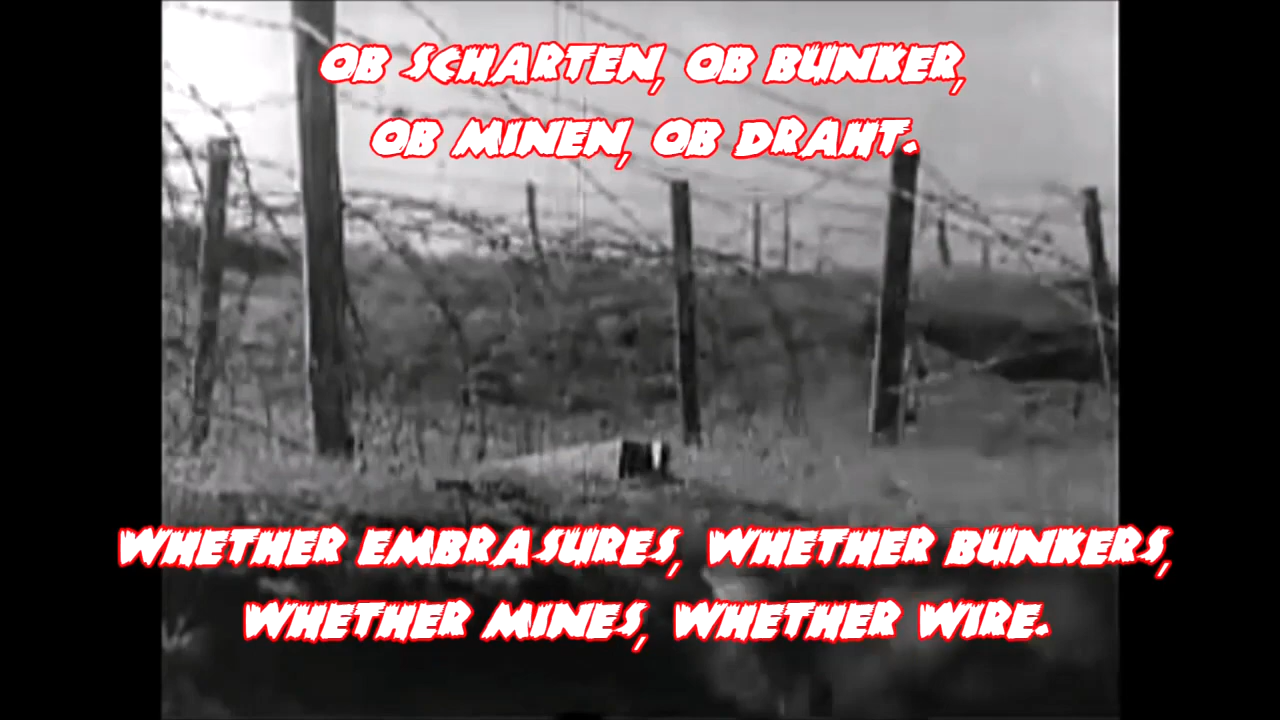 OB SCHARTEN, OB BUNKER,
OB MINEN, OB DRAHT.
WHETHER EMBRASURES, WHETHER BUNKERS,
WHETHER MINES, WHETHER WIRE.